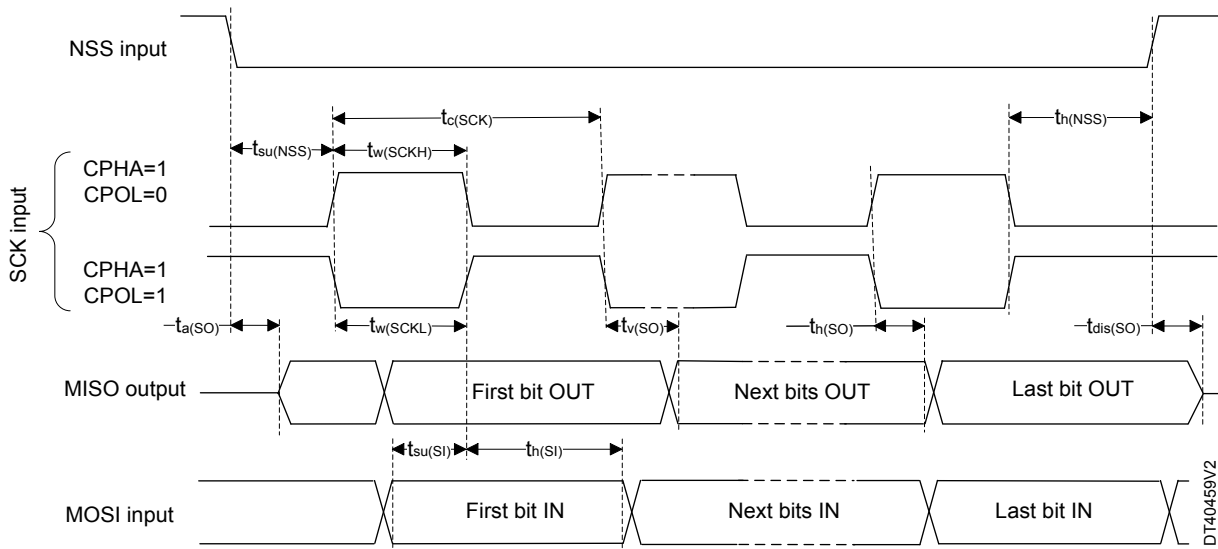 NSS input
tc(SCK)
th(NSS)
tsu(NSS)
tw(SCKH)
SCK input
CPHA=1
CPOL=0
CPHA=1
CPOL=1
ta(SO)
tw(SCKL)
tv(SO)
th(SO)
tdis(SO)
MISO output
First bit OUT
Next bits OUT
Last bit OUT
tsu(SI)
th(SI)
MOSI input
First bit IN
Next bits IN
Last bit IN
DT40459V2